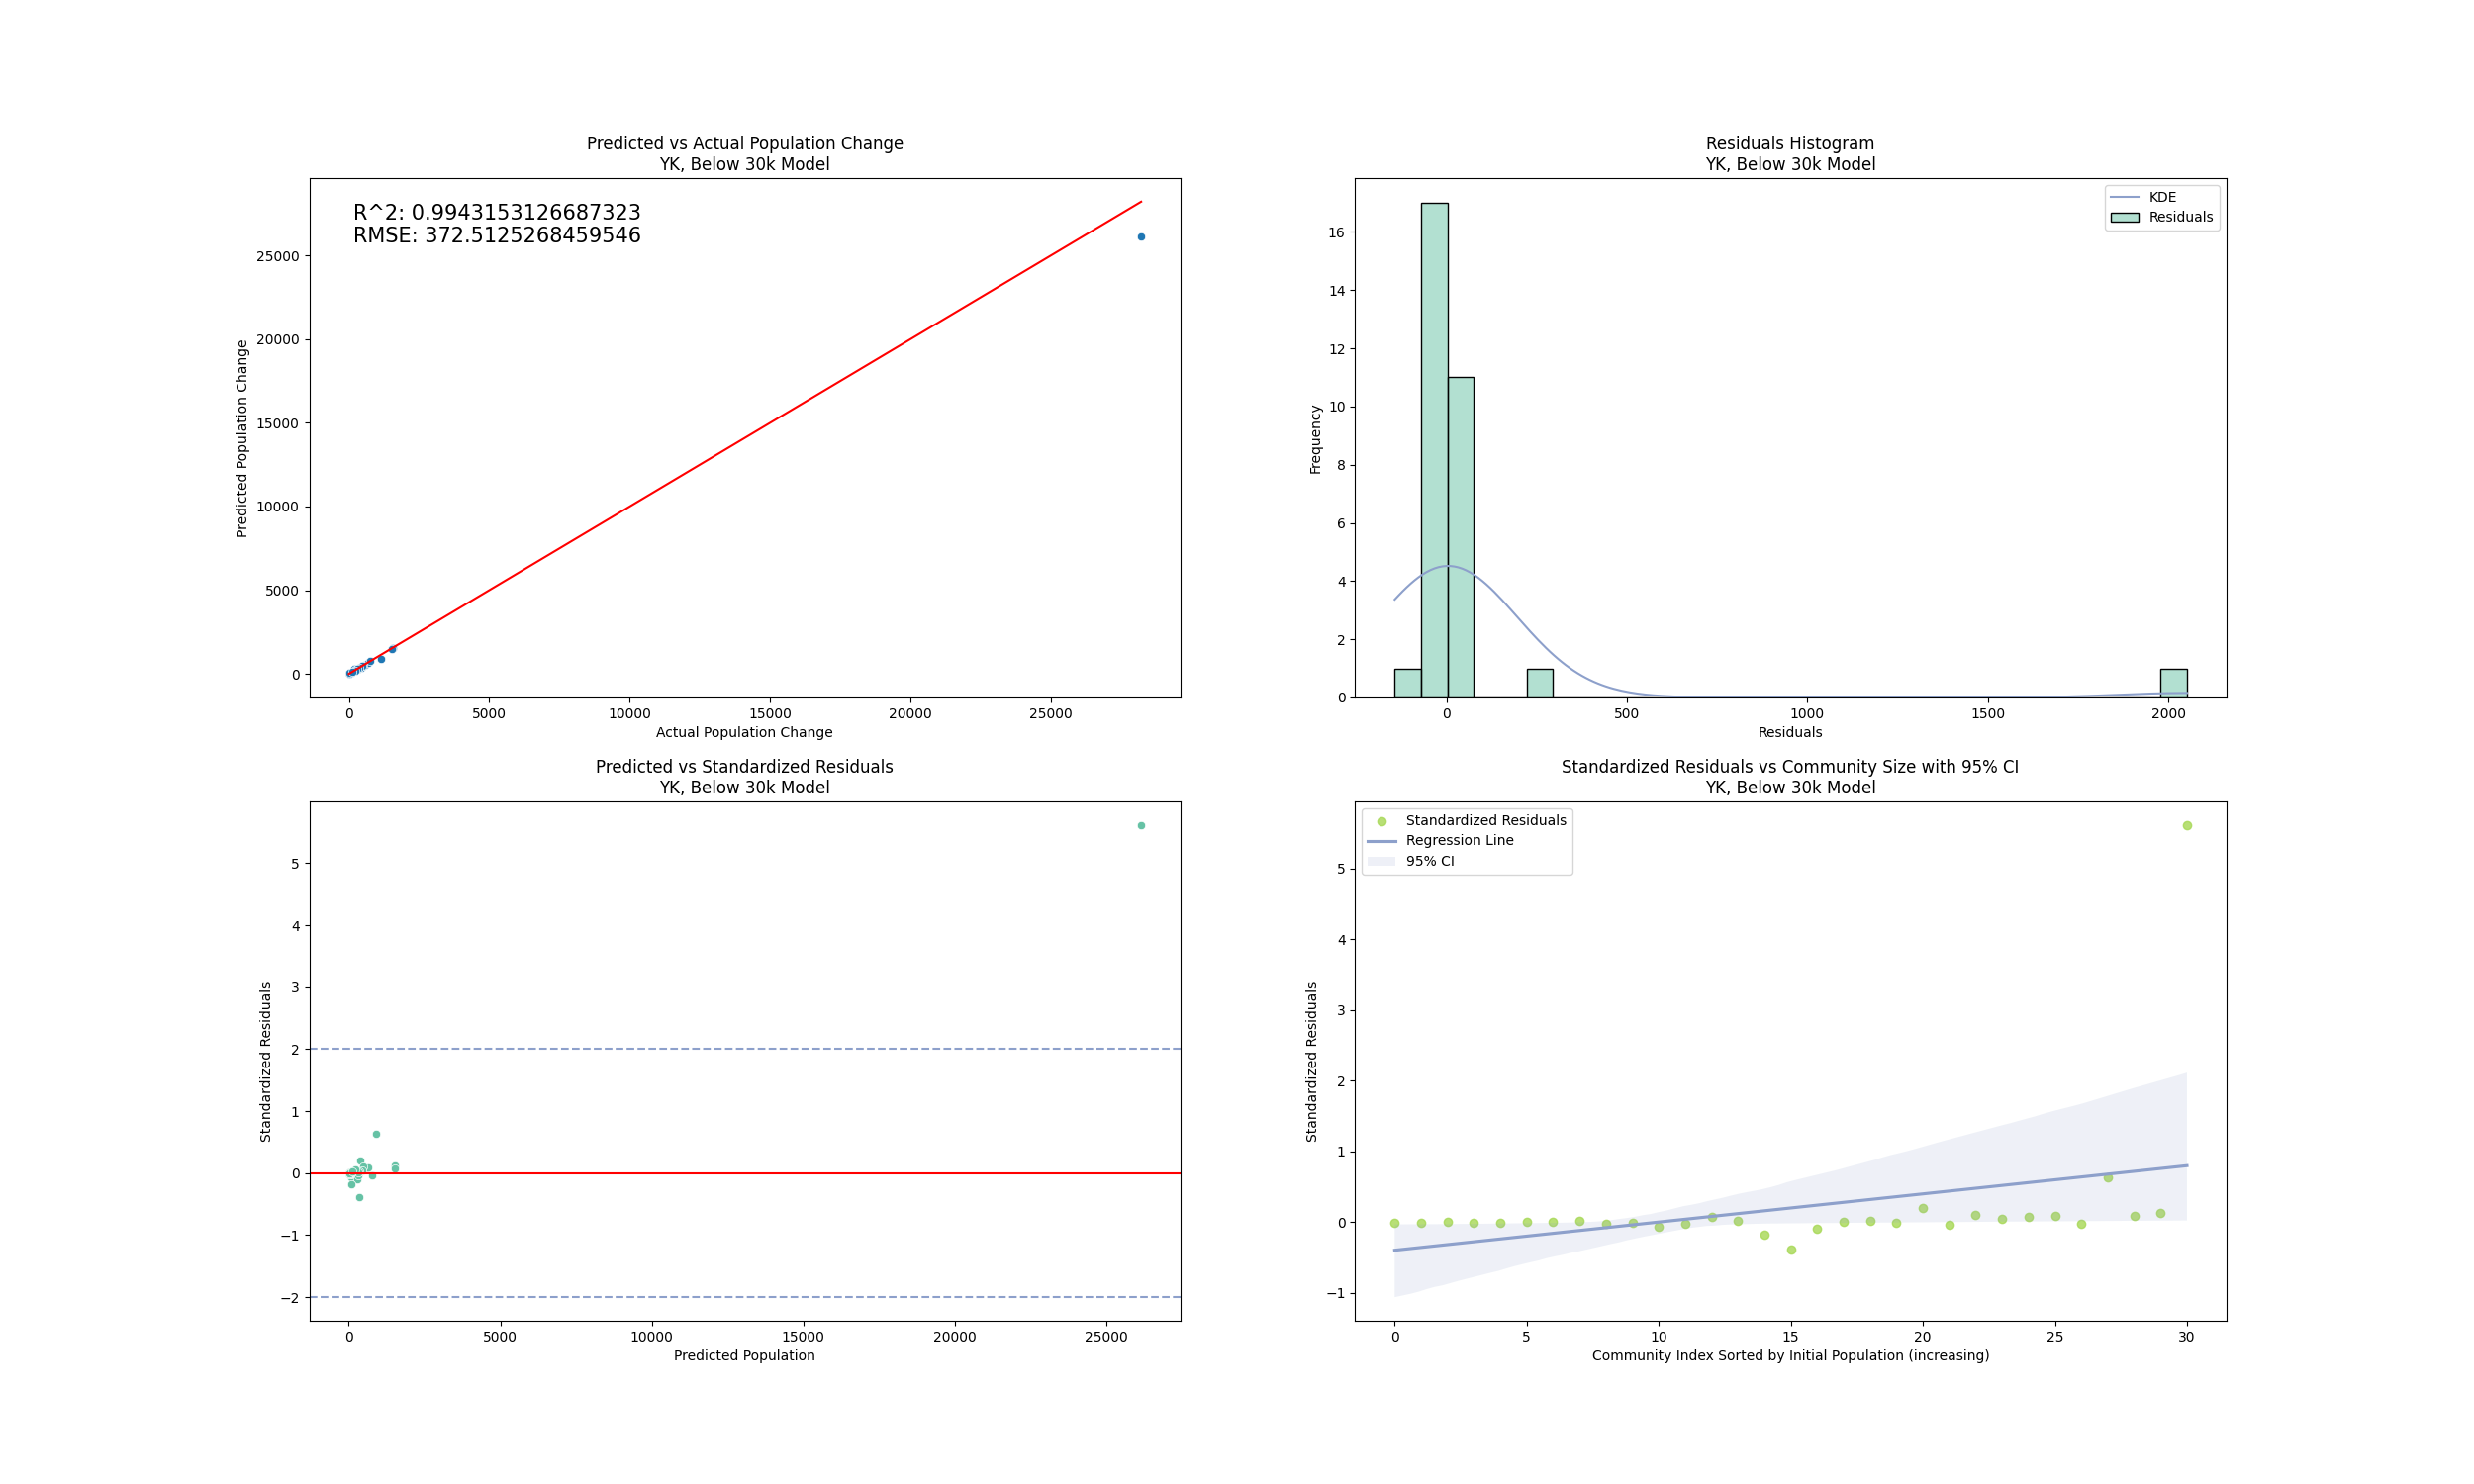 Predicted vs Actual Population Change
YK, Below 30k Model
R^2: 0.9943153126687323
RMSE: 372.5125268459546
25000
20000
15000
10000
5000
0
Predicted Population Change
0 5000 10000 15000 20000 25000
Actual Population Change
Residuals Histogram
YK, Below 30k Model
KDE
Residuals
16
14
12
10
8
6
4
2
0
Frequency
0 500 1000 1500 2000
Residuals
Predicted vs Standardized Residuals
YK, Below 30k Model
5
4
3
2
1
0
−1
−2
Standardized Residuals
0 5000 10000 15000 20000 25000
Predicted Population
Standardized Residuals vs Community Size with 95% CI
YK, Below 30k Model
Standardized Residuals
Regression Line
95% CI
5
4
3
2
1
0
−1
Standardized Residuals
0 5 10 15 20 25 30
Community Index Sorted by Initial Population (increasing)